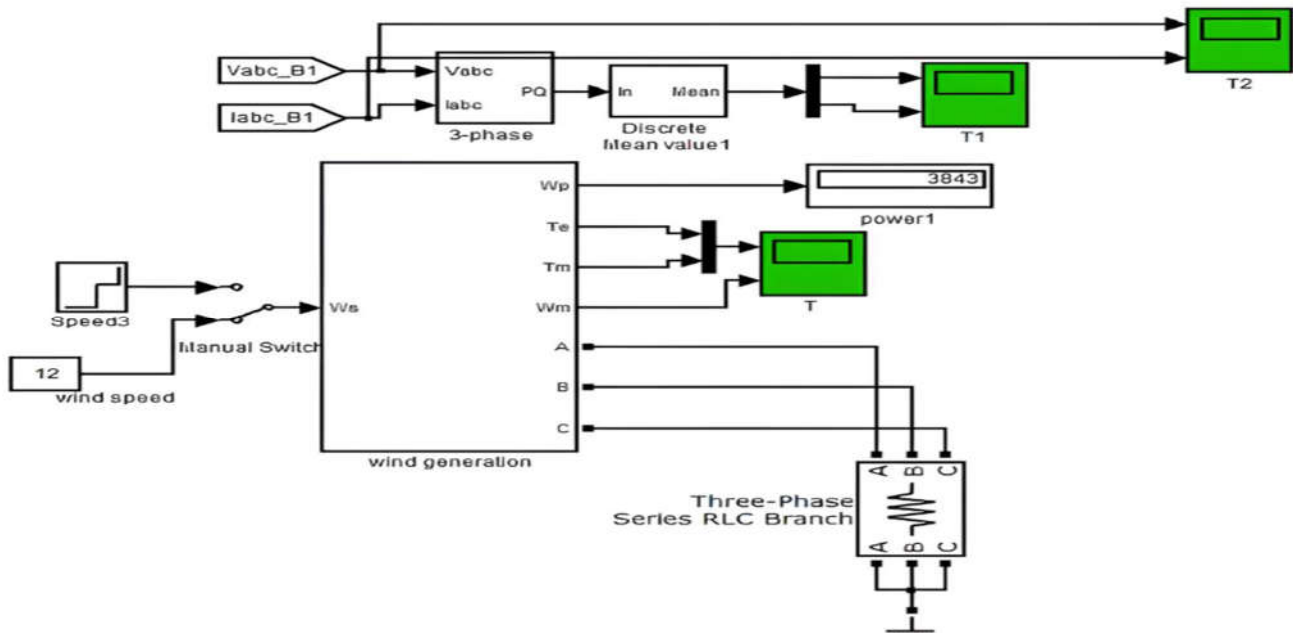 Vabc_B1
Iabc_B1
Vabc
Iabc
PQ
3-phase
In
Mean
Discrete
Mean value1
T1
T2
Wp
Te
Tm
Wm
A
B
C
Ws
wind generation
3843
power1
T
Speed3
Manual Switch
12
wind speed
A B C
Three-Phase
Series RLC Branch
A B C